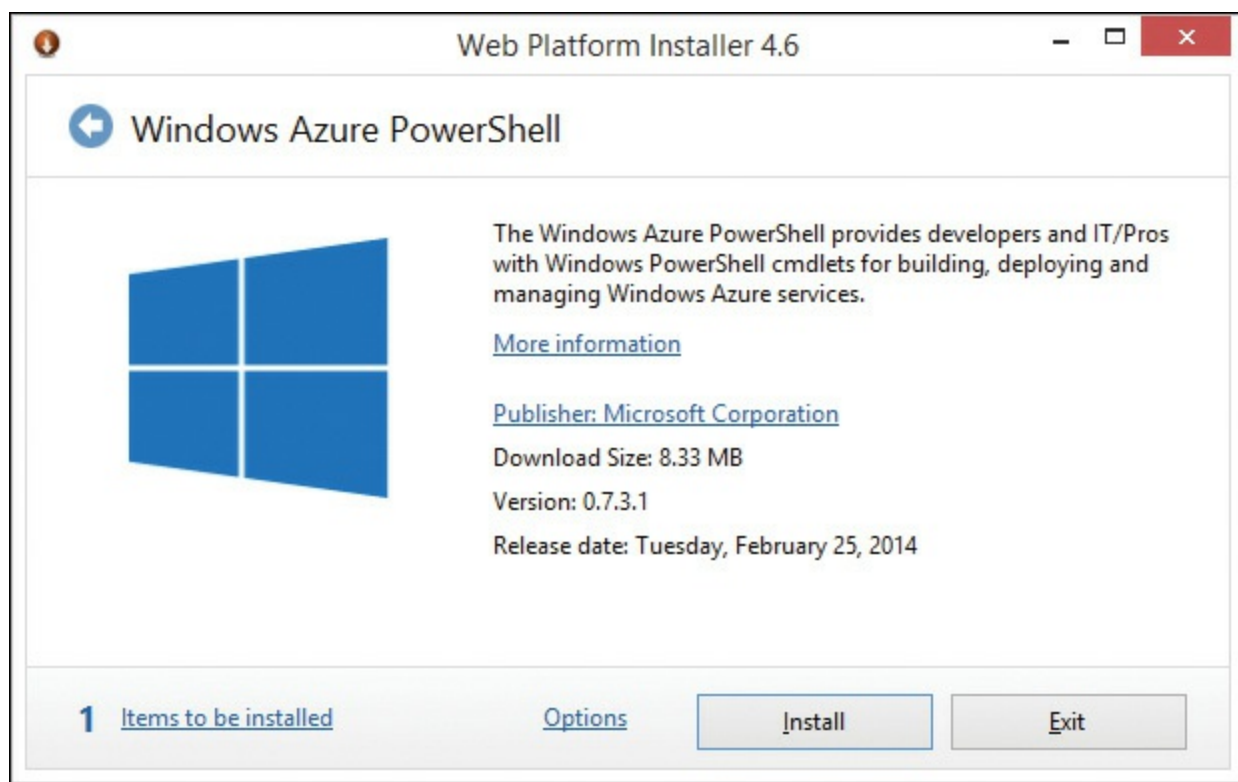 Web Platform Installer 4.6
Windows Azure PowerShell
The Windows Azure PowerShell provides developers and IT/Pros
with Windows PowerShell cmdlets for building, deploying and
managing Windows Azure services.
More information
Publisher: Microsoft Corporation
Download Size: 8.33 MB
Version: 0.7.3.1
Release date: Tuesday, February 25, 2014
1 Items to be installed Options Install Exit